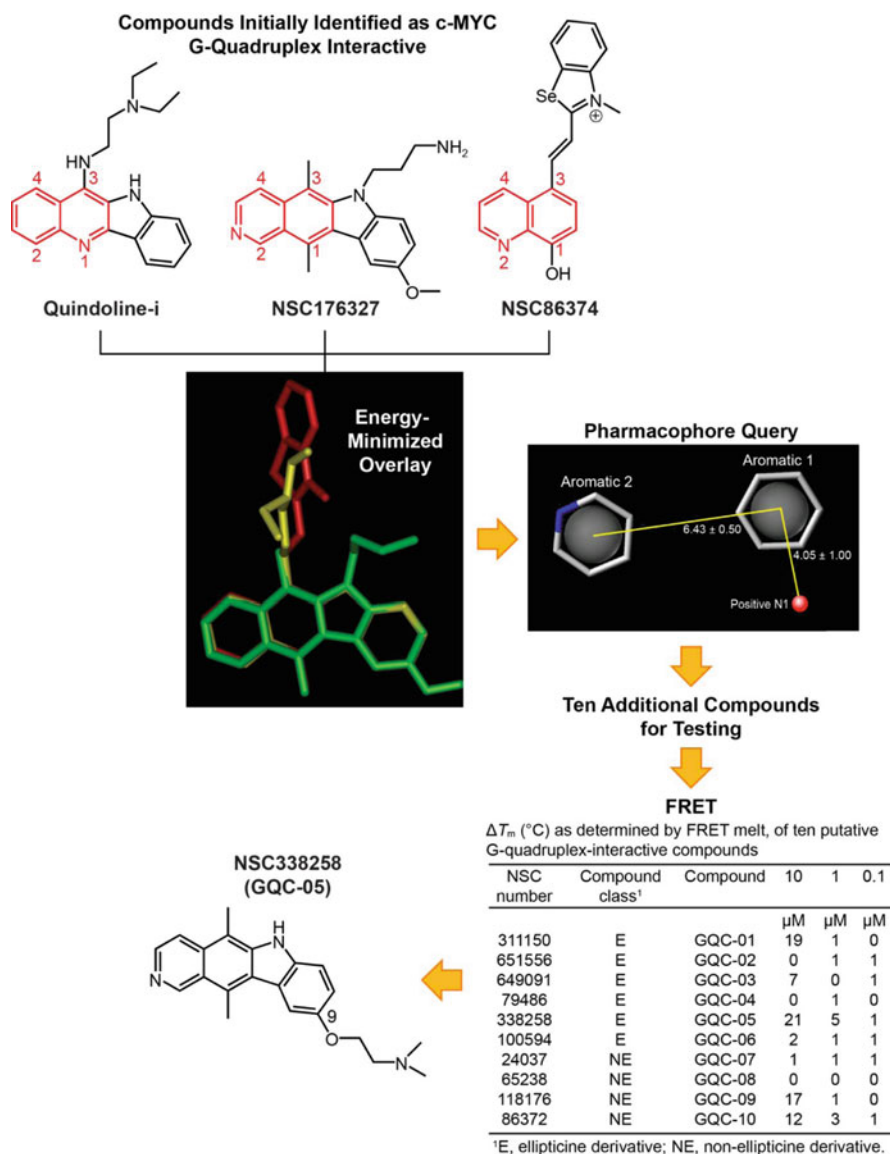 Compounds Initially Identified as c-MYC
G-Quadruplex Interactive
N
HN
3
4
H
N
N
1
2
Quindoline-i
NH2
4
3
N
N
2
1
O
NSC176327
Se
N
⊕
4
3
N
2
1
OH
NSC86374
Energy-
Minimized
Overlay
Pharmacophore Query
Aromatic 2
Aromatic 1
6.43 ± 0.50
4.05 ± 1.00
Positive N1
Ten Additional Compounds
for Testing
FRET
ΔTm (°C) as determined by FRET melt, of ten putative
G-quadruplex-interactive compounds
NSC number Compound class¹ Compound 10 1 0.1
µM µM µM
311150 E GQC-01 19 1 0
651556 E GQC-02 0 1 1
649091 E GQC-03 7 0 1
79486 E GQC-04 0 1 0
338258 E GQC-05 21 5 1
100594 E GQC-06 2 1 1
24037 NE GQC-07 1 1 1
65238 NE GQC-08 0 0 0
118176 NE GQC-09 17 1 0
86372 NE GQC-10 12 3 1
¹E, ellipticine derivative; NE, non-ellipticine derivative.
NSC338258
(GQC-05)
H
N
N
9
O
N